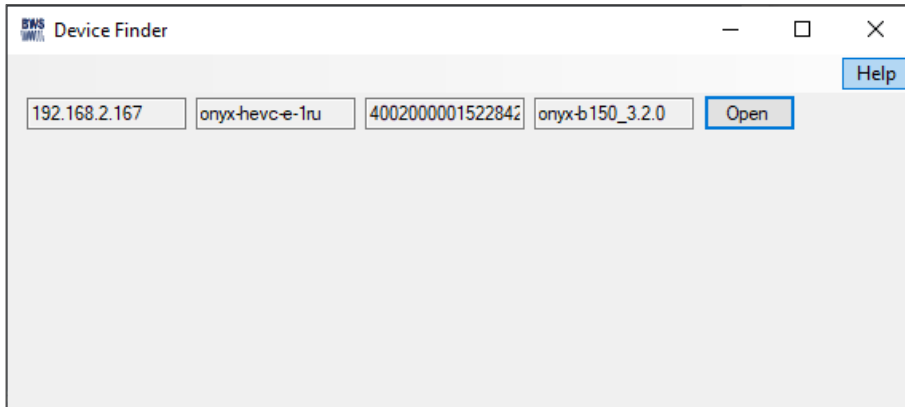 BWS
Device Finder
Help
192.168.2.167 onyx-hevc-e-1ru 4002000001522842 onyx-b150_3.2.0 Open